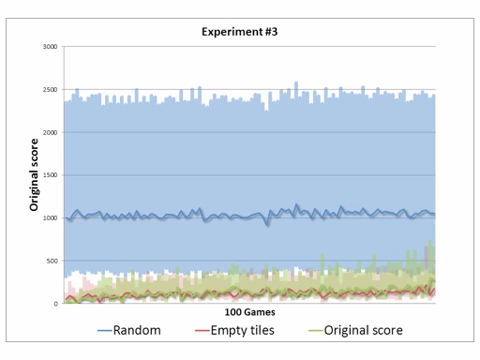 Experiment #3
3000
2500
2000
1500
1000
500
0
Original score
100 Games
Random Empty tiles Original score